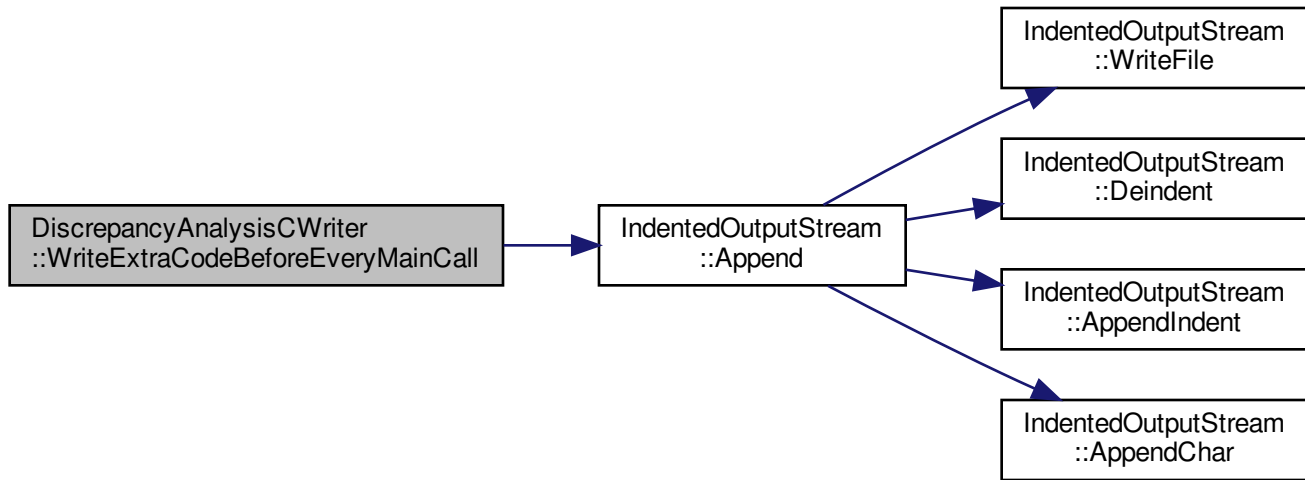 DiscrepancyAnalysisCWriter
::WriteExtraCodeBeforeEveryMainCall
IndentedOutputStream
::Append
IndentedOutputStream
::WriteFile
IndentedOutputStream
::Deindent
IndentedOutputStream
::AppendIndent
IndentedOutputStream
::AppendChar